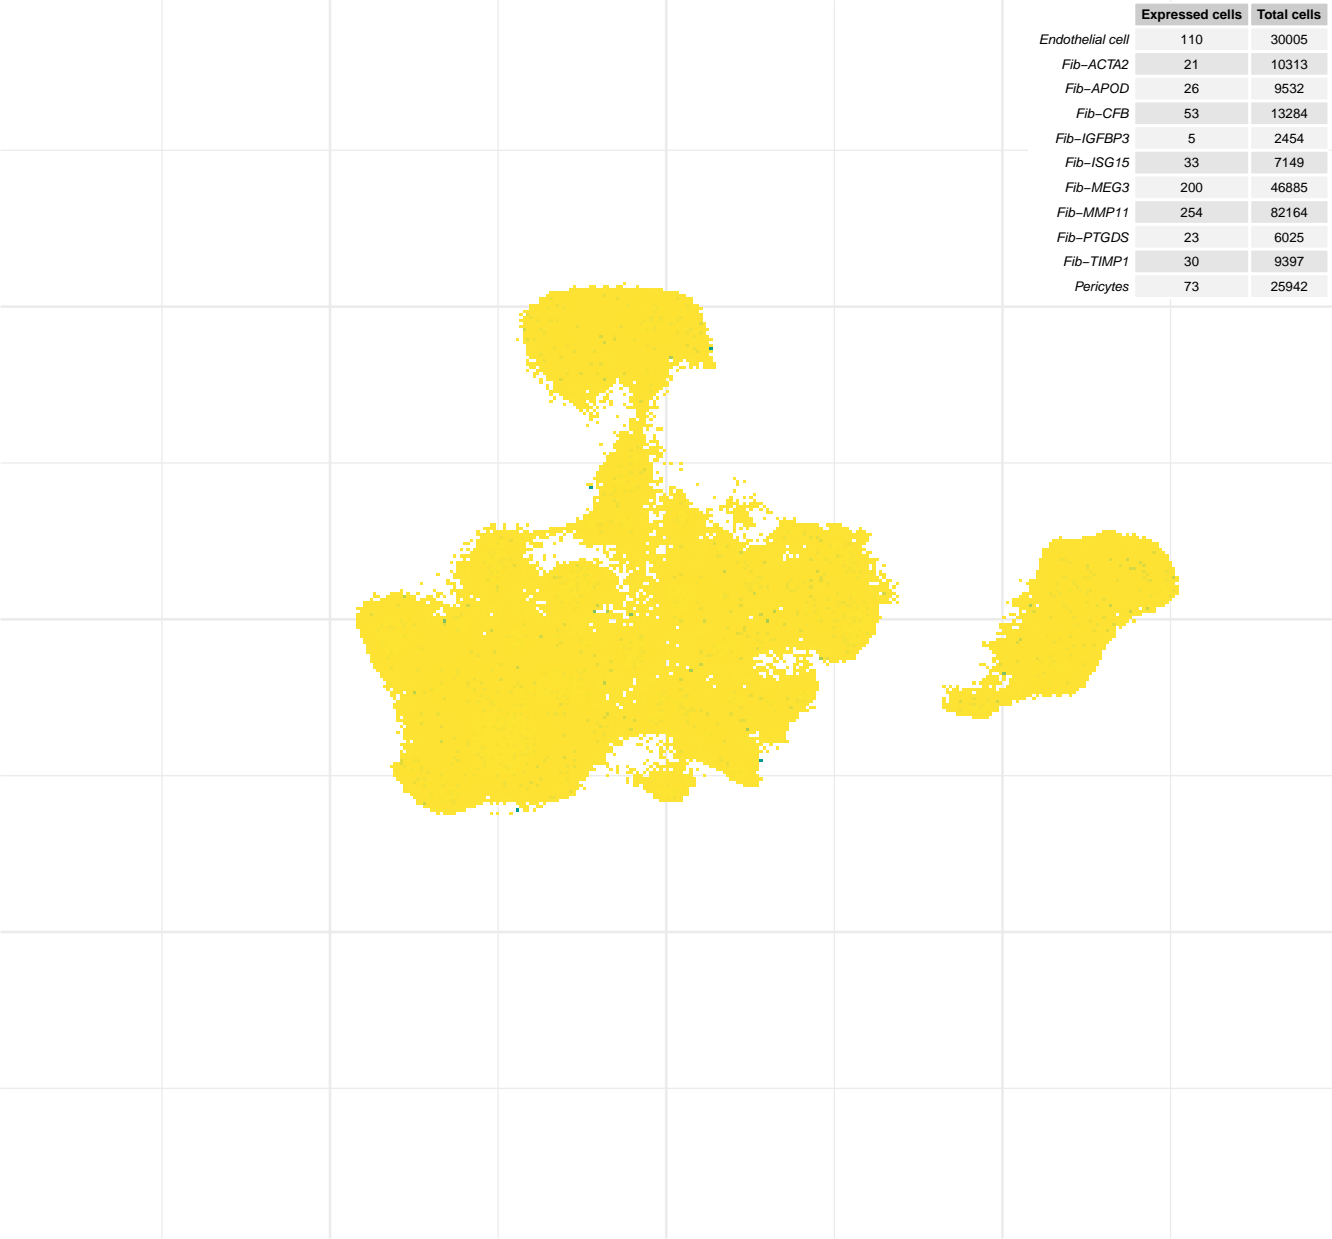 Expressed cells Total cells
Endothelial cell 110 30005
Fib−ACTA2 21 10313
Fib−APOD 26 9532
Fib−CFB 53 13284
Fib−IGFBP3 5 2454
Fib−ISG15 33 7149
Fib−MEG3 200 46885
Fib−MMP11 254 82164
Fib−PTGDS 23 6025
Fib−TIMP1 30 9397
Pericytes 73 25942